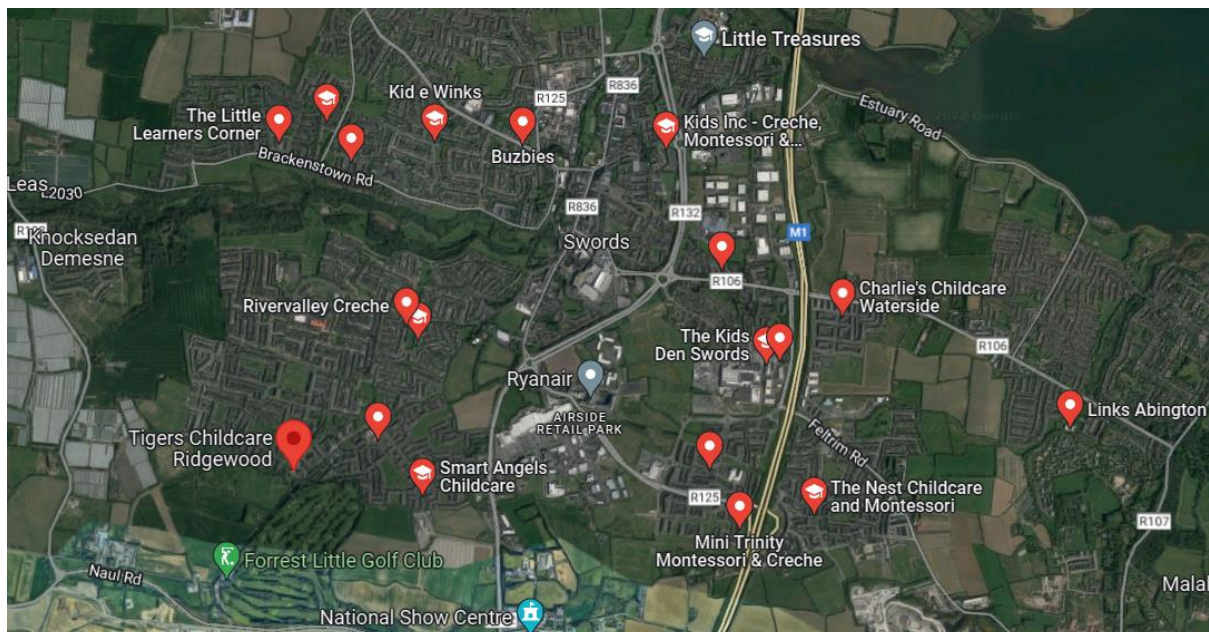 Little Treasures
R836
Kid e Winks
R125
Estuary Road
The Little
Learners Corner
Kids Inc - Creche,
Montessori &...
Buzbies
Brackenstown Rd
Leas
L2030
R836
R132
M1
Knocksedan
Demesne
Swords
R106
Charlie's Childcare
Waterside
Rivervalley Creche
The Kids
Den Swords
R106
Ryanair
AIRSIDE
RETAIL PARK
Links Abington
Tigers Childcare
Ridgewood
Feltrim Rd
Smart Angels
Childcare
R125
The Nest Childcare
and Montessori
R107
Mini Trinity
Montessori & Creche
Forrest Little Golf Club
Naul Rd
Malah
National Show Centre